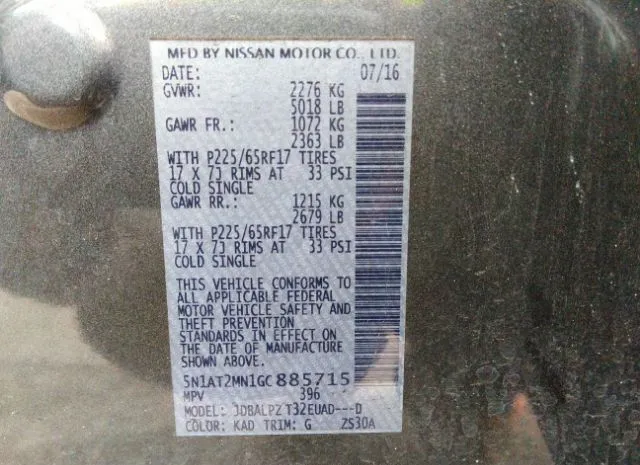 MFD BY NISSAN MOTOR CO., LTD.
DATE: 07/16
GVWR: 2276 KG
5018 LB
GAWR FR.: 1072 KG
2363 LB
WITH P225/65RF17 TIRES
17 X 7J RIMS AT 33 PSI
COLD SINGLE
GAWR RR.: 1215 KG
2679 LB
WITH P225/65RF17 TIRES
17 X 7J RIMS AT 33 PSI
COLD SINGLE
THIS VEHICLE CONFORMS TO
ALL APPLICABLE FEDERAL
MOTOR VEHICLE SAFETY AND
THEFT PREVENTION
STANDARDS IN EFFECT ON
THE DATE OF MANUFACTURE
SHOWN ABOVE.
5N1AT2MN1GC885715
MPV 396
MODEL: JDBALPZ T32EUAD---D
COLOR: KAD TRIM: G ZS30A